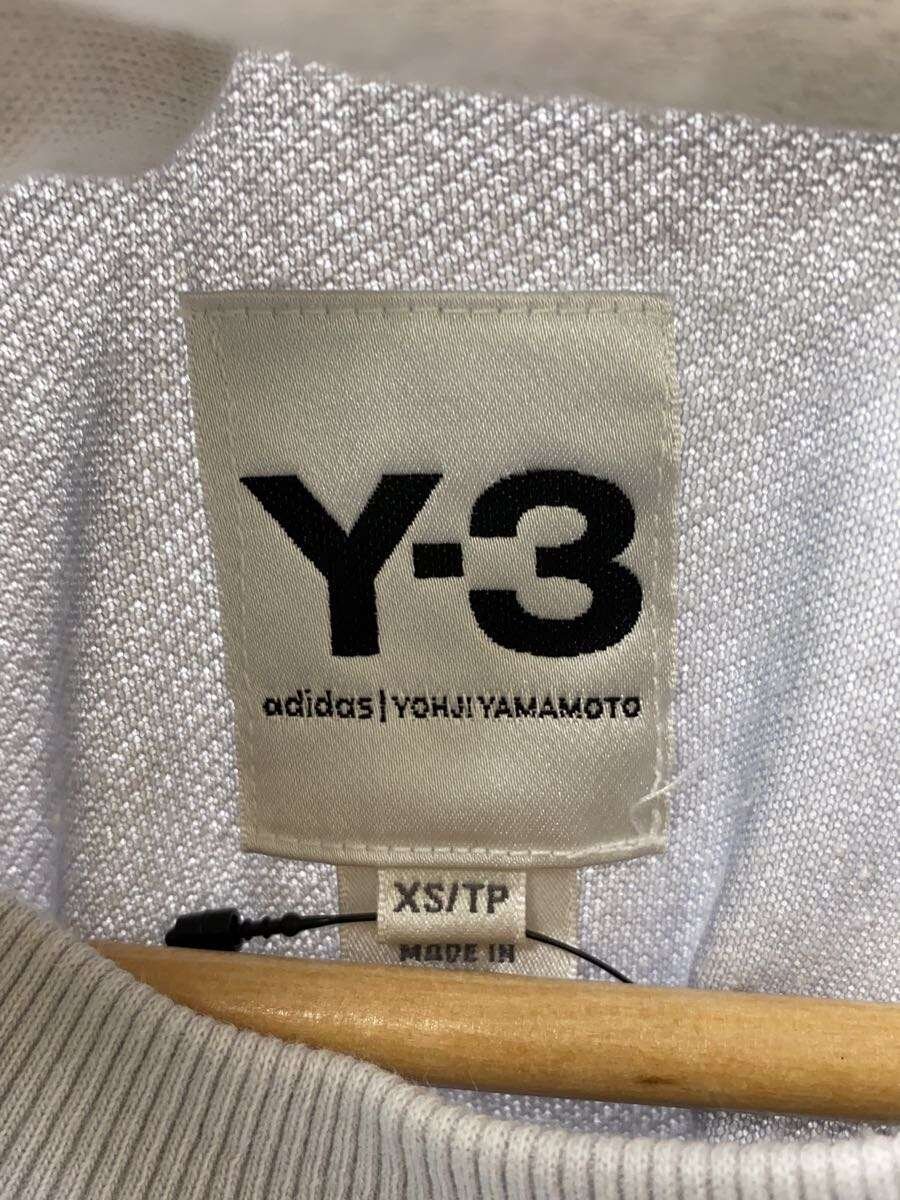 Y-3
adidas | YOHJI YAMAMOTO
XS/TP
MADE IN